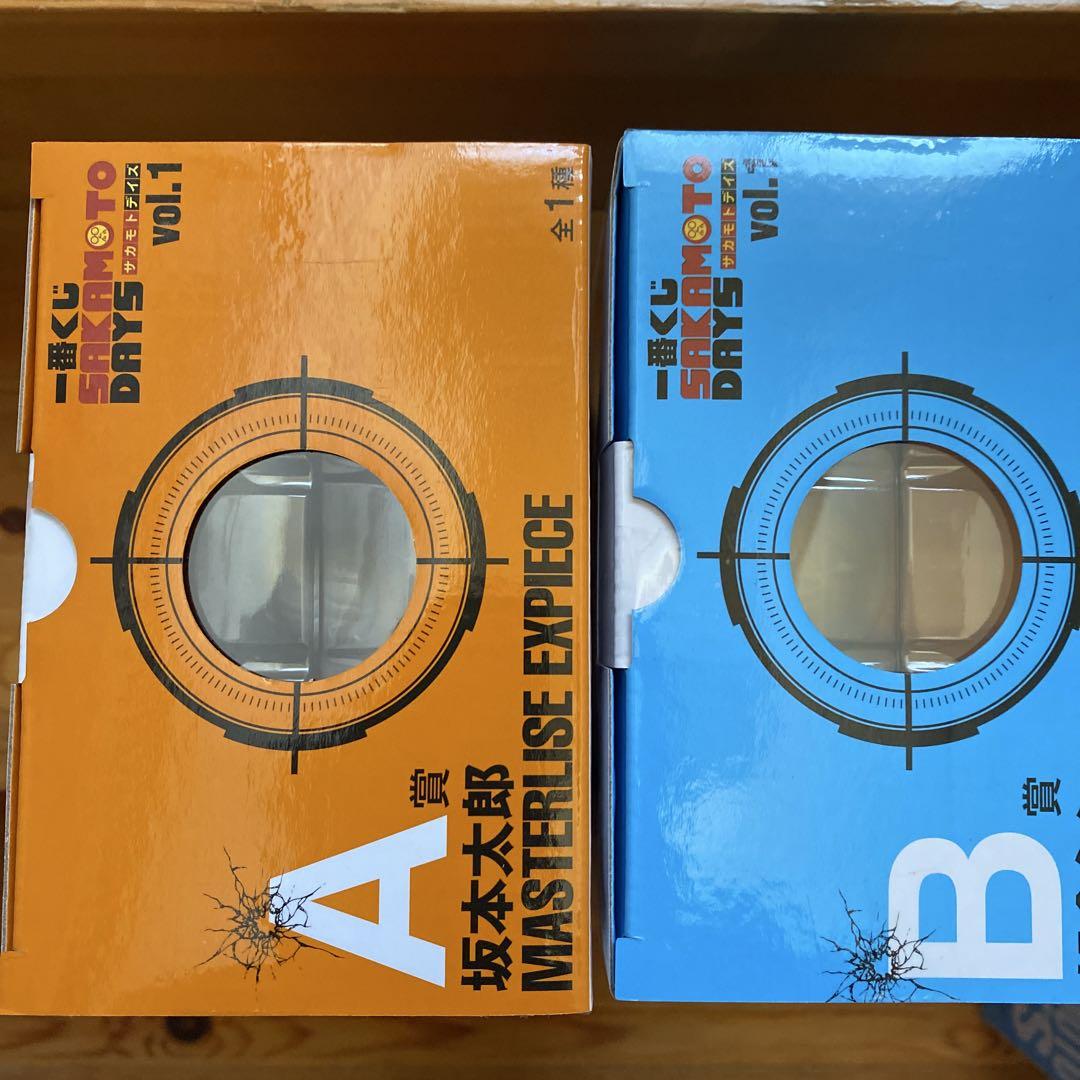 一番くじ
SAKAMOTO
DAYS サカモトデイズ
vol.1
全1種
A賞
坂本太郎
MASTERLISE EXPIECE
一番くじ
SAKAMOTO
DAYS サカモトデイズ
vol.1
B賞